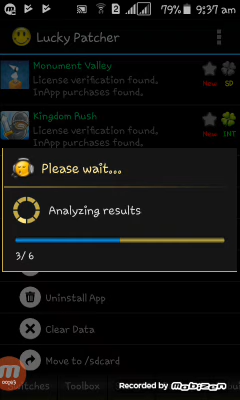 79% 9:37 am
Lucky Patcher
Monument Valley
License verification found.
InApp purchases found.
New SD
Kingdom Rush
License verification found.
InApp purchases found.
New INT
Please wait...
Analyzing results
3/6
Uninstall App
Clear Data
Move to /sdcard
Switches Toolbox
Recorded by Mobizen